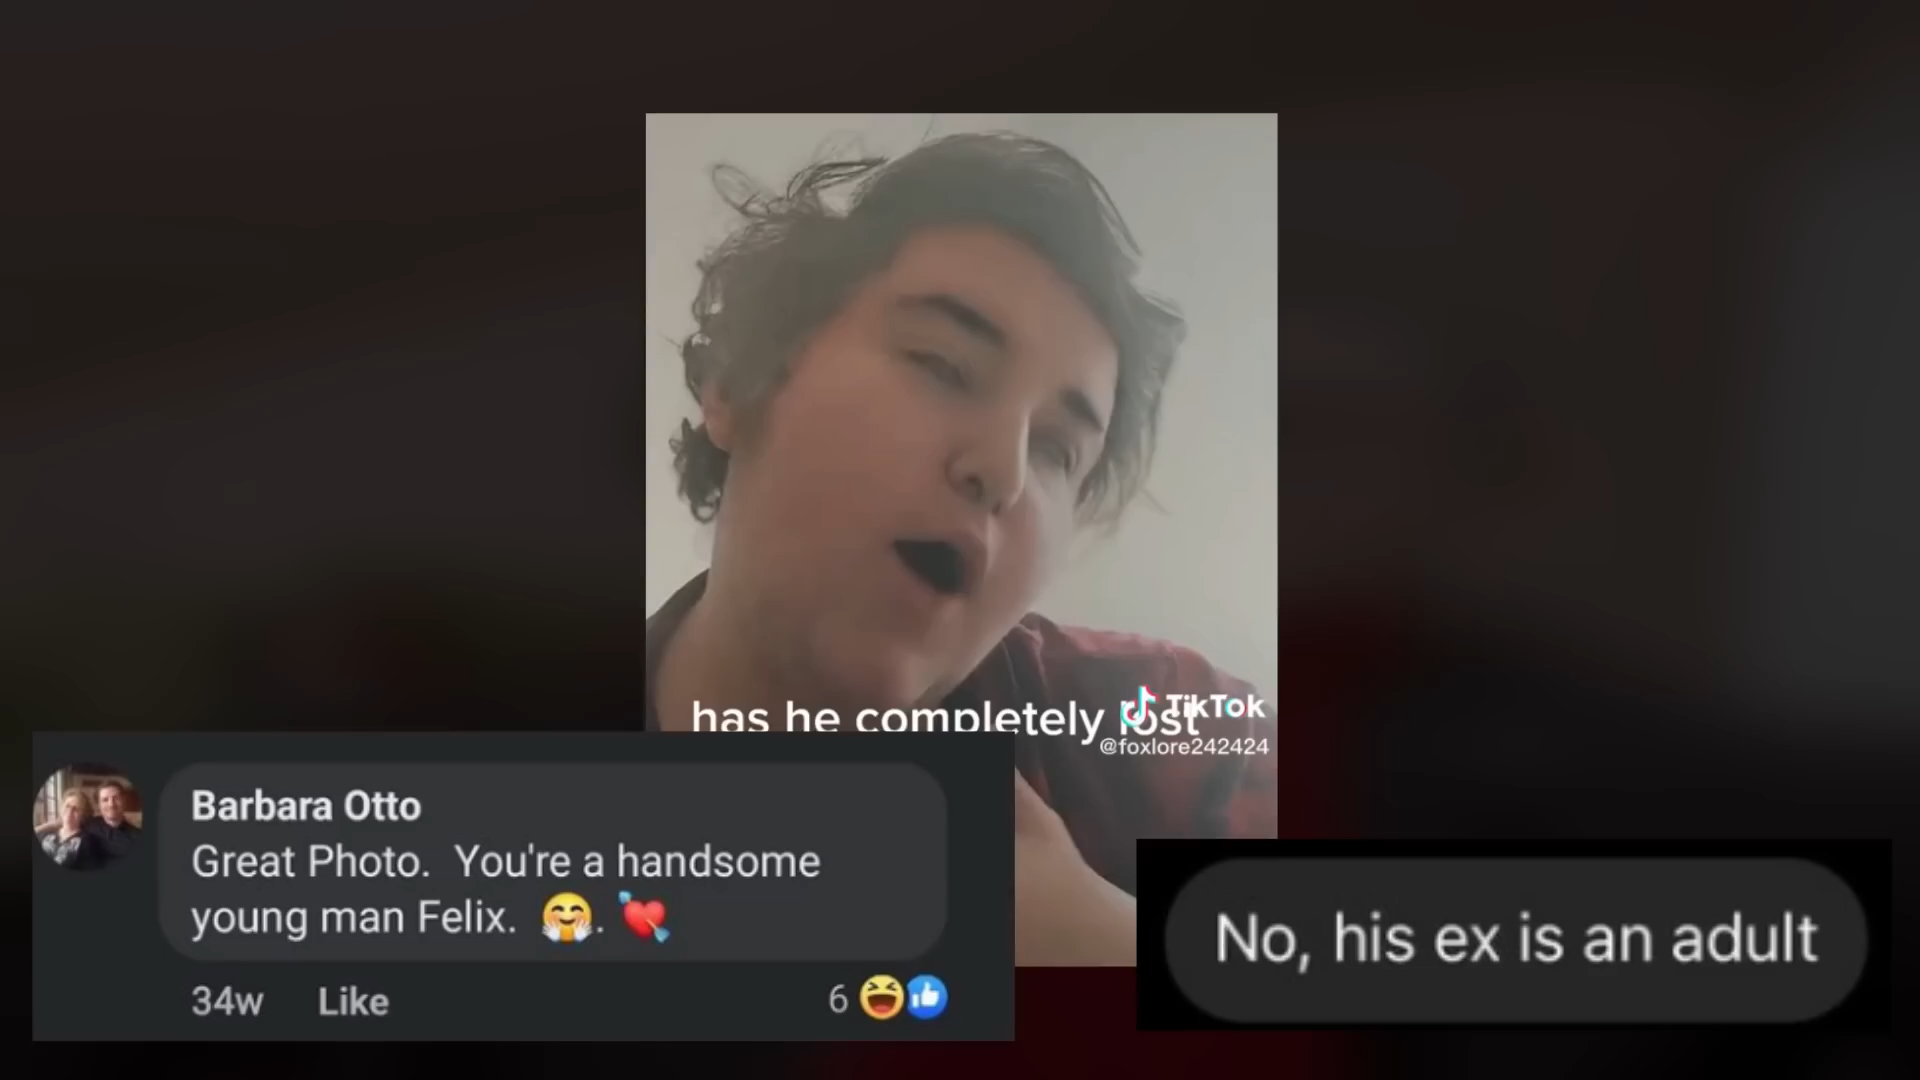 has he completely lost
TikTok
@foxlore242424
Barbara Otto
Great Photo. You're a handsome
young man Felix. 🤗. 💘
34w Like 6 😆👍
No, his ex is an adult